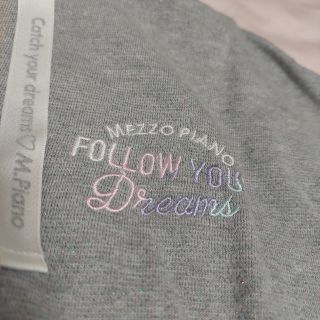 Catch your dreams♡ M.Piano
MEZZO PIANO
FOLLOW YOU
Dreams